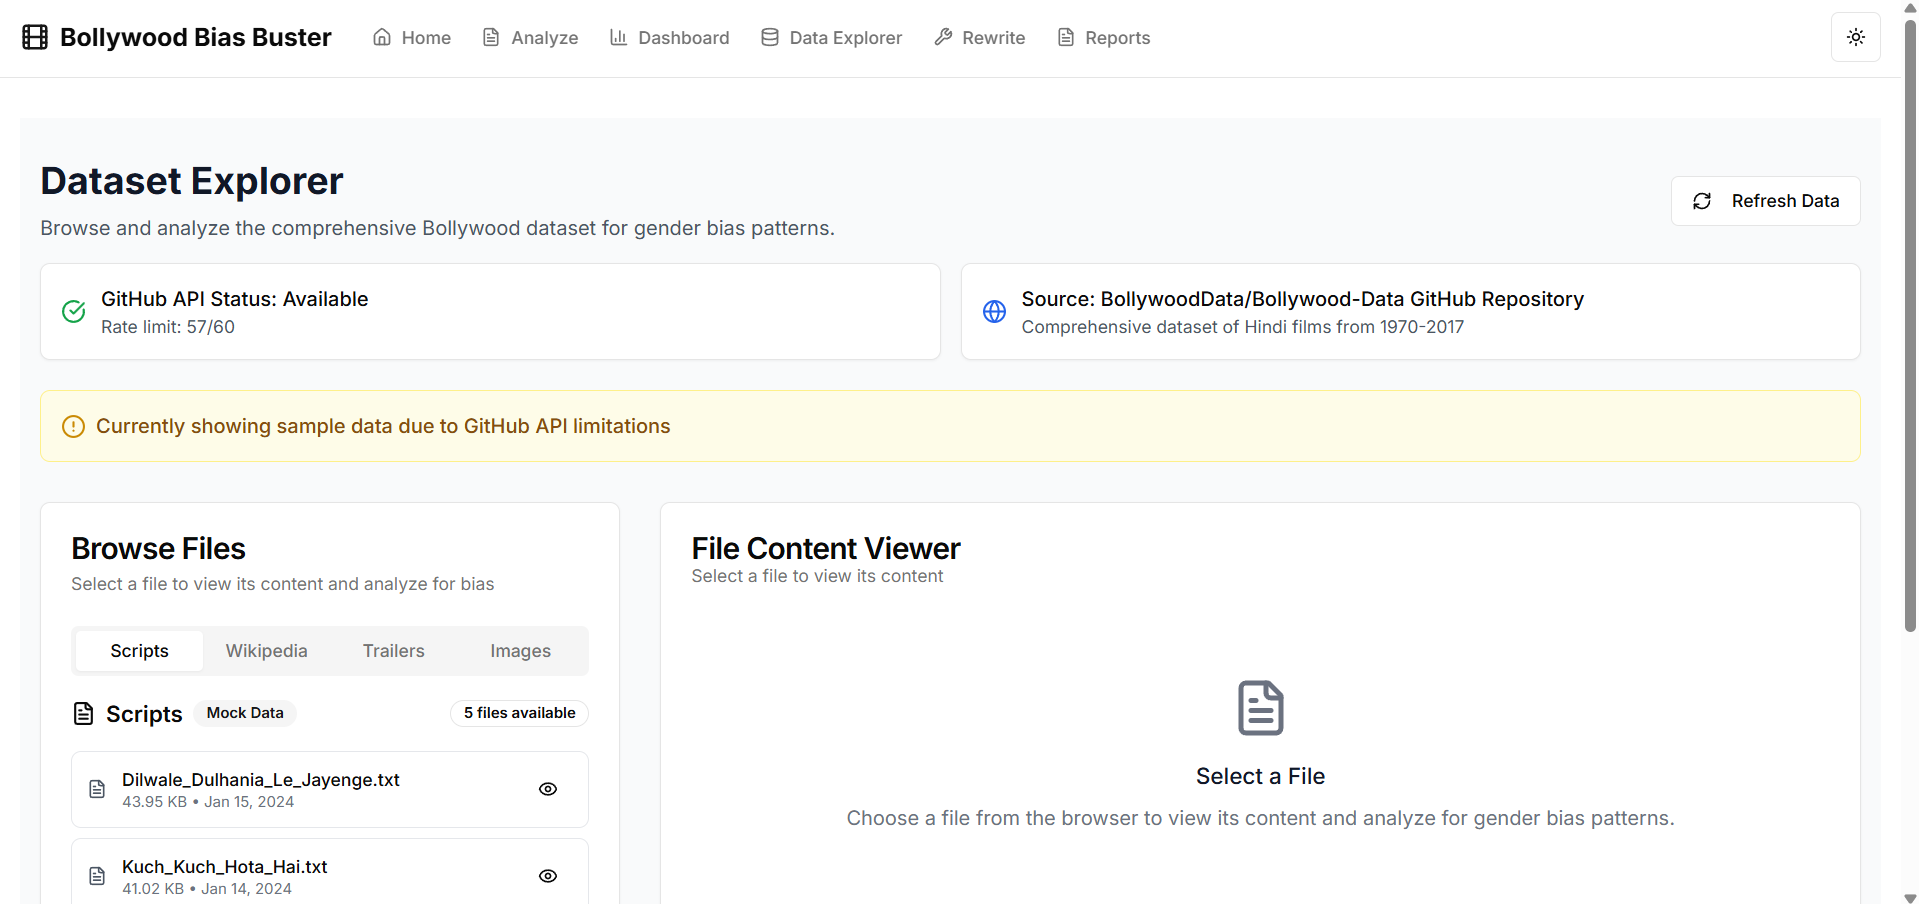 Bollywood Bias Buster
Home
Analyze
Dashboard
Data Explorer
Rewrite
Reports
Dataset Explorer
Browse and analyze the comprehensive Bollywood dataset for gender bias patterns.
Refresh Data
GitHub API Status: Available
Rate limit: 57/60
Source: BollywoodData/Bollywood-Data GitHub Repository
Comprehensive dataset of Hindi films from 1970-2017
Currently showing sample data due to GitHub API limitations
Browse Files
Select a file to view its content and analyze for bias
Scripts
Wikipedia
Trailers
Images
Scripts
Mock Data
5 files available
Dilwale_Dulhania_Le_Jayenge.txt
43.95 KB • Jan 15, 2024
Kuch_Kuch_Hota_Hai.txt
41.02 KB • Jan 14, 2024
File Content Viewer
Select a file to view its content
Select a File
Choose a file from the browser to view its content and analyze for gender bias patterns.